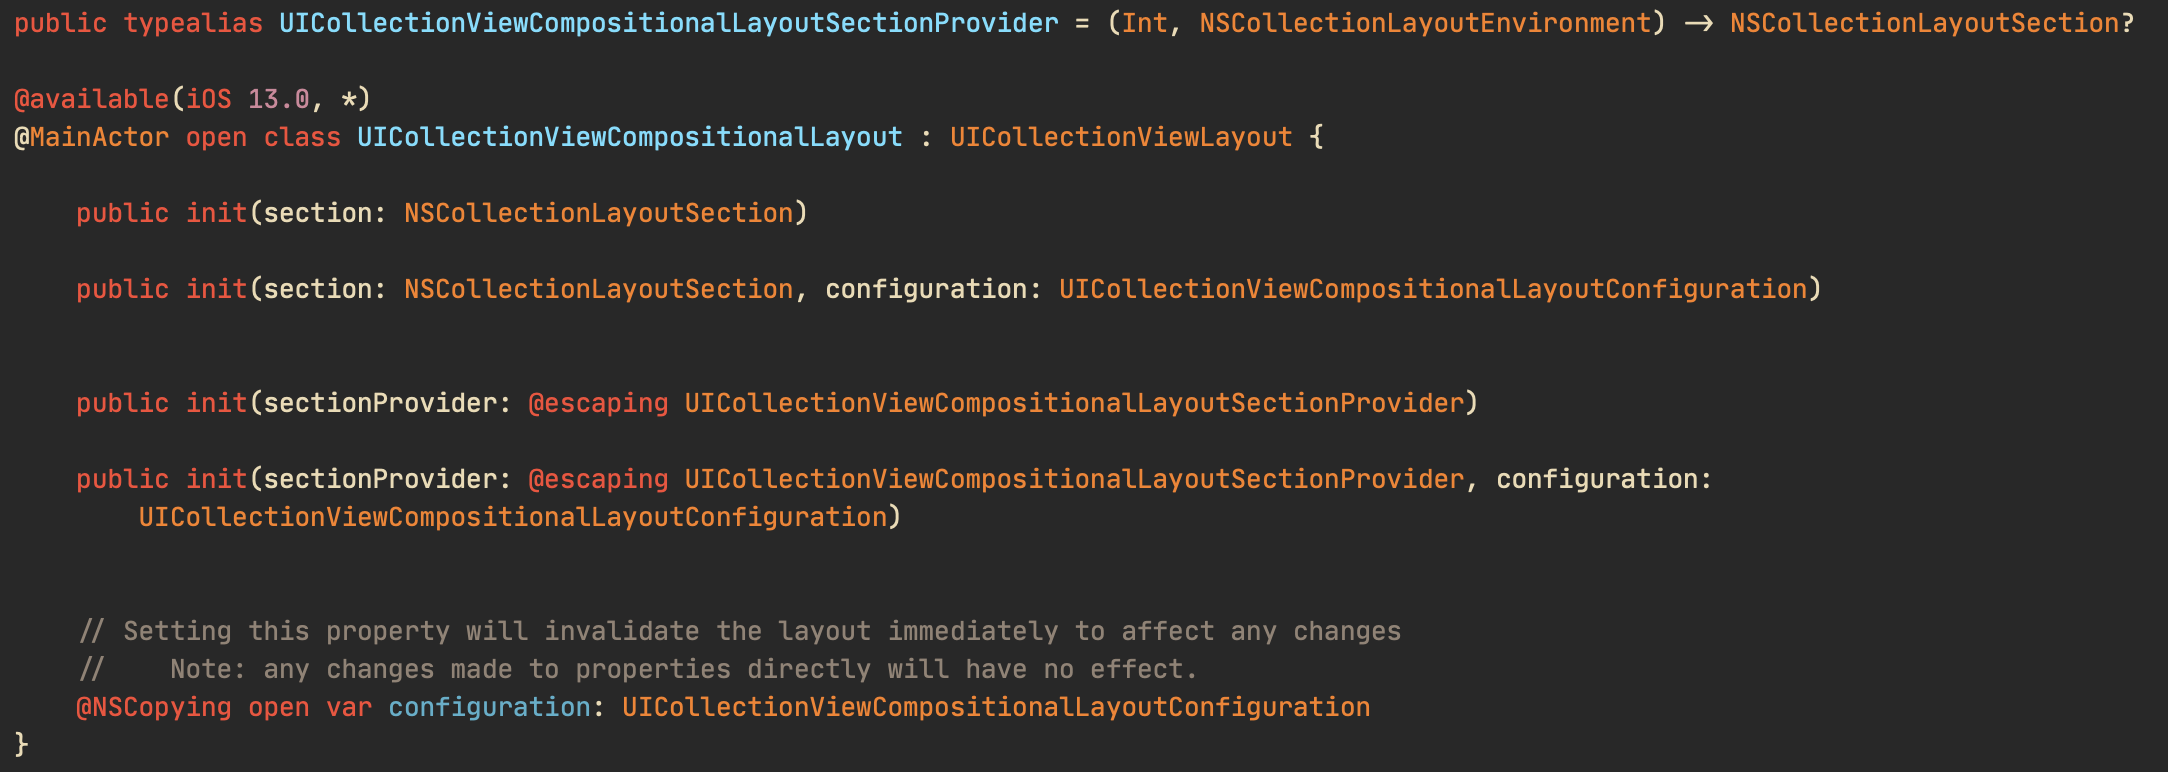 public typealias UICollectionViewCompositionalLayoutSectionProvider = (Int, NSCollectionLayoutEnvironment) -> NSCollectionLayoutSection?
@available(iOS 13.0, *)
@MainActor open class UICollectionViewCompositionalLayout : UICollectionViewLayout {
public init(section: NSCollectionLayoutSection)
public init(section: NSCollectionLayoutSection, configuration: UICollectionViewCompositionalLayoutConfiguration)
public init(sectionProvider: @escaping UICollectionViewCompositionalLayoutSectionProvider)
public init(sectionProvider: @escaping UICollectionViewCompositionalLayoutSectionProvider, configuration:
UICollectionViewCompositionalLayoutConfiguration)
// Setting this property will invalidate the layout immediately to affect any changes
//    Note: any changes made to properties directly will have no effect.
@NSCopying open var configuration: UICollectionViewCompositionalLayoutConfiguration
}